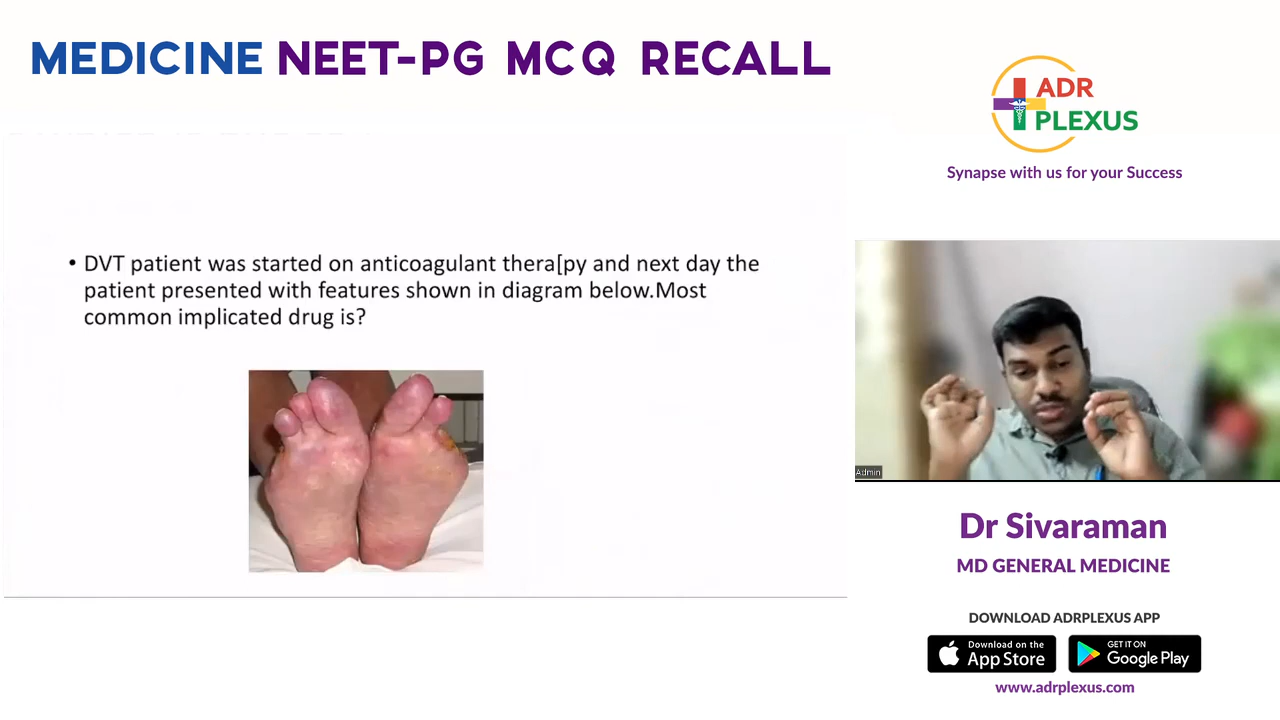 MEDICINE NEET-PG MCQ RECALL
ADR
PLEXUS
Synapse with us for your Success
• DVT patient was started on anticoagulant thera[py and next day the
patient presented with features shown in diagram below.Most
common implicated drug is?
Admin
Dr Sivaraman
MD GENERAL MEDICINE
DOWNLOAD ADRPLEXUS APP
Download on the
App Store
GET IT ON
Google Play
www.adrplexus.com